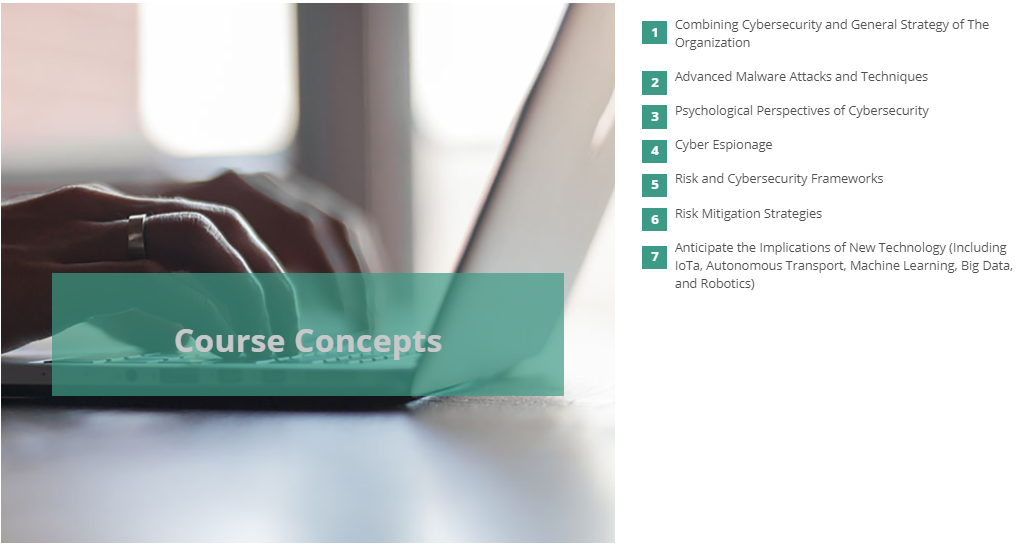 Course Concepts
1 Combining Cybersecurity and General Strategy of The
Organization
2 Advanced Malware Attacks and Techniques
3 Psychological Perspectives of Cybersecurity
4 Cyber Espionage
5 Risk and Cybersecurity Frameworks
6 Risk Mitigation Strategies
7 Anticipate the Implications of New Technology (Including
IoTa, Autonomous Transport, Machine Learning, Big Data,
and Robotics)